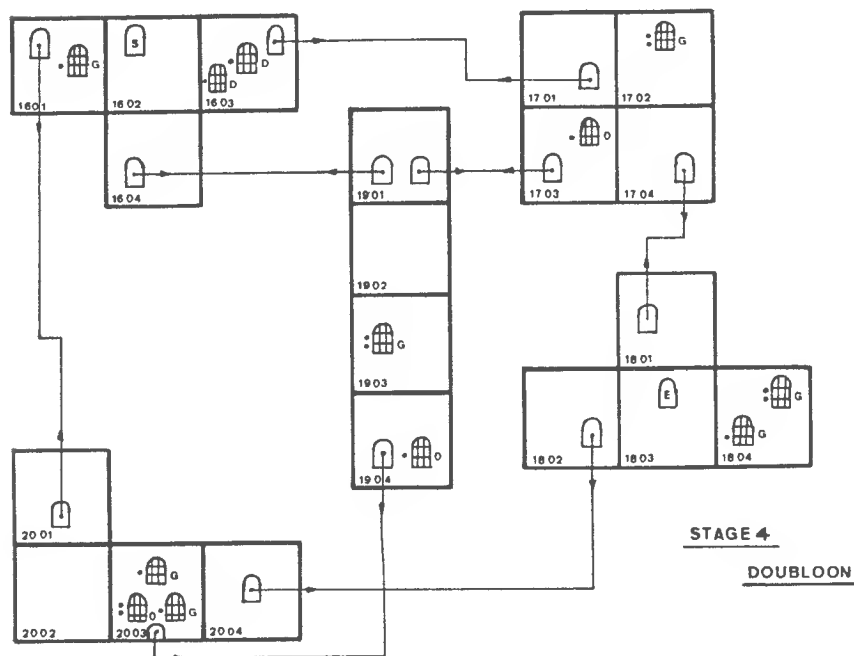 S
G
D
D
1601
1602
1603
G
1701
1702
O
1604
1901
1703
1704
1902
1801
G
1903
E
G
G
O
1802
1803
1804
1904
2001
STAGE 4
DOUBLOON
G
O
G
2002
2003
2004